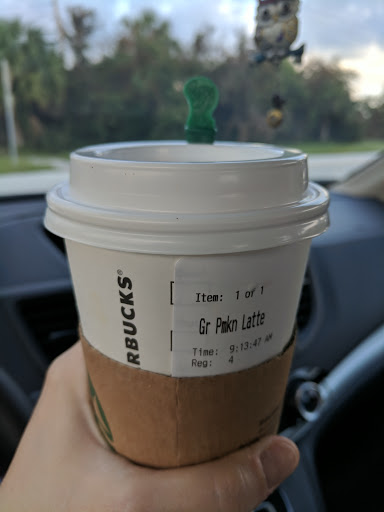 RBUCKS®
Item: 1 of 1
Gr Pmkn Latte
Time: 9:13:47 AM
Reg: 4